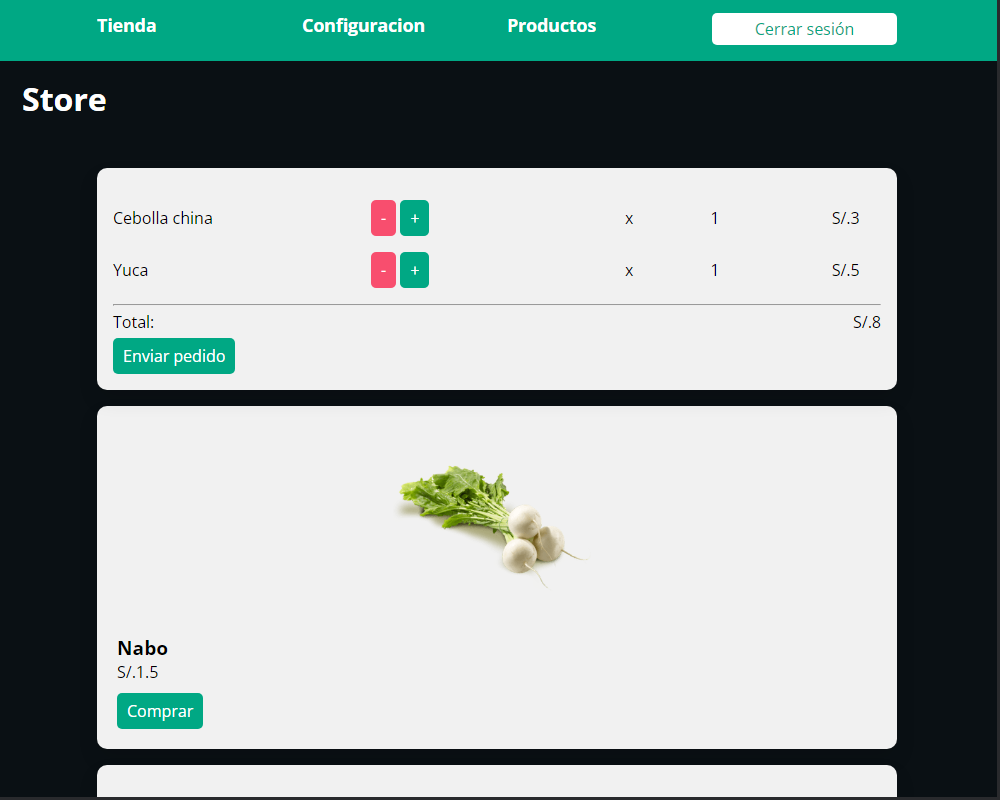 Tienda Configuracion Productos Cerrar sesión
Store
Cebolla china - + x 1 S/.3
Yuca - + x 1 S/.5
Total: S/.8
Enviar pedido
Nabo
S/.1.5
Comprar